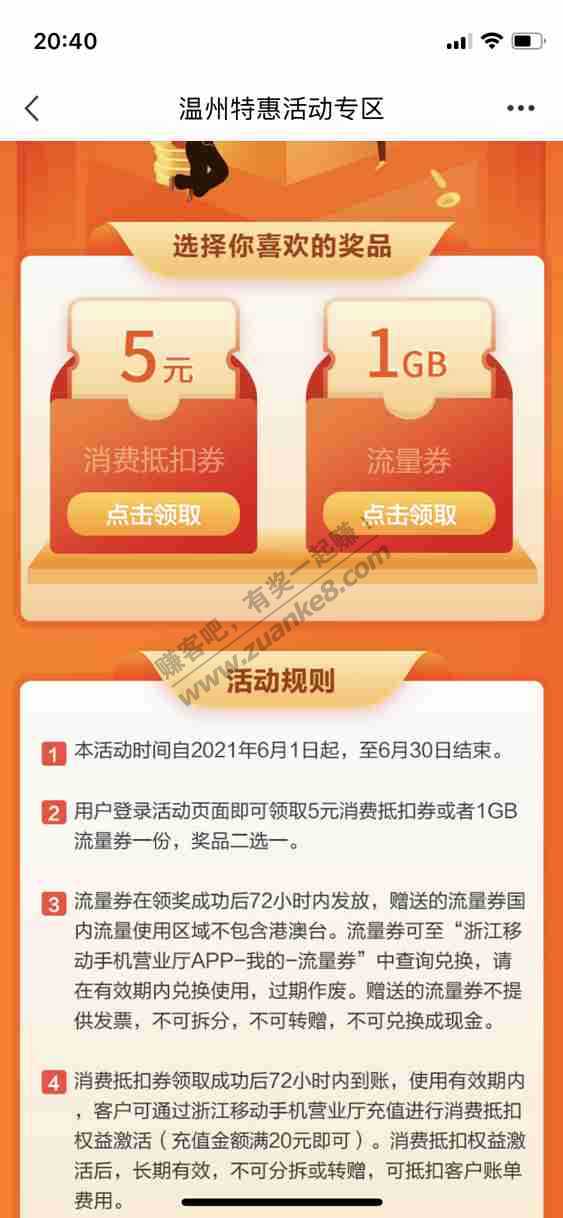 20:40
温州特惠活动专区
选择你喜欢的奖品
5元
1GB
消费抵扣券
流量券
点击领取
点击领取
赚客吧，有奖一起赚！
www.zuanke8.com
活动规则
1 本活动时间自2021年6月1日起，至6月30日结束。
2 用户登录活动页面即可领取5元消费抵扣券或者1GB
流量券一份，奖品二选一。
3 流量券在领奖成功后72小时内发放，赠送的流量券国
内流量使用区域不包含港澳台。流量券可至“浙江移
动手机营业厅APP-我的-流量券”中查询兑换，请
在有效期内兑换使用，过期作废。赠送的流量券不提
供发票，不可拆分，不可转赠，不可兑换成现金。
4 消费抵扣券领取成功后72小时内到账，使用有效期内
，客户可通过浙江移动手机营业厅充值进行消费抵扣
权益激活（充值金额满20元即可）。消费抵扣权益激
活后，长期有效，不可分拆或转赠，可抵扣客户账单
费用。